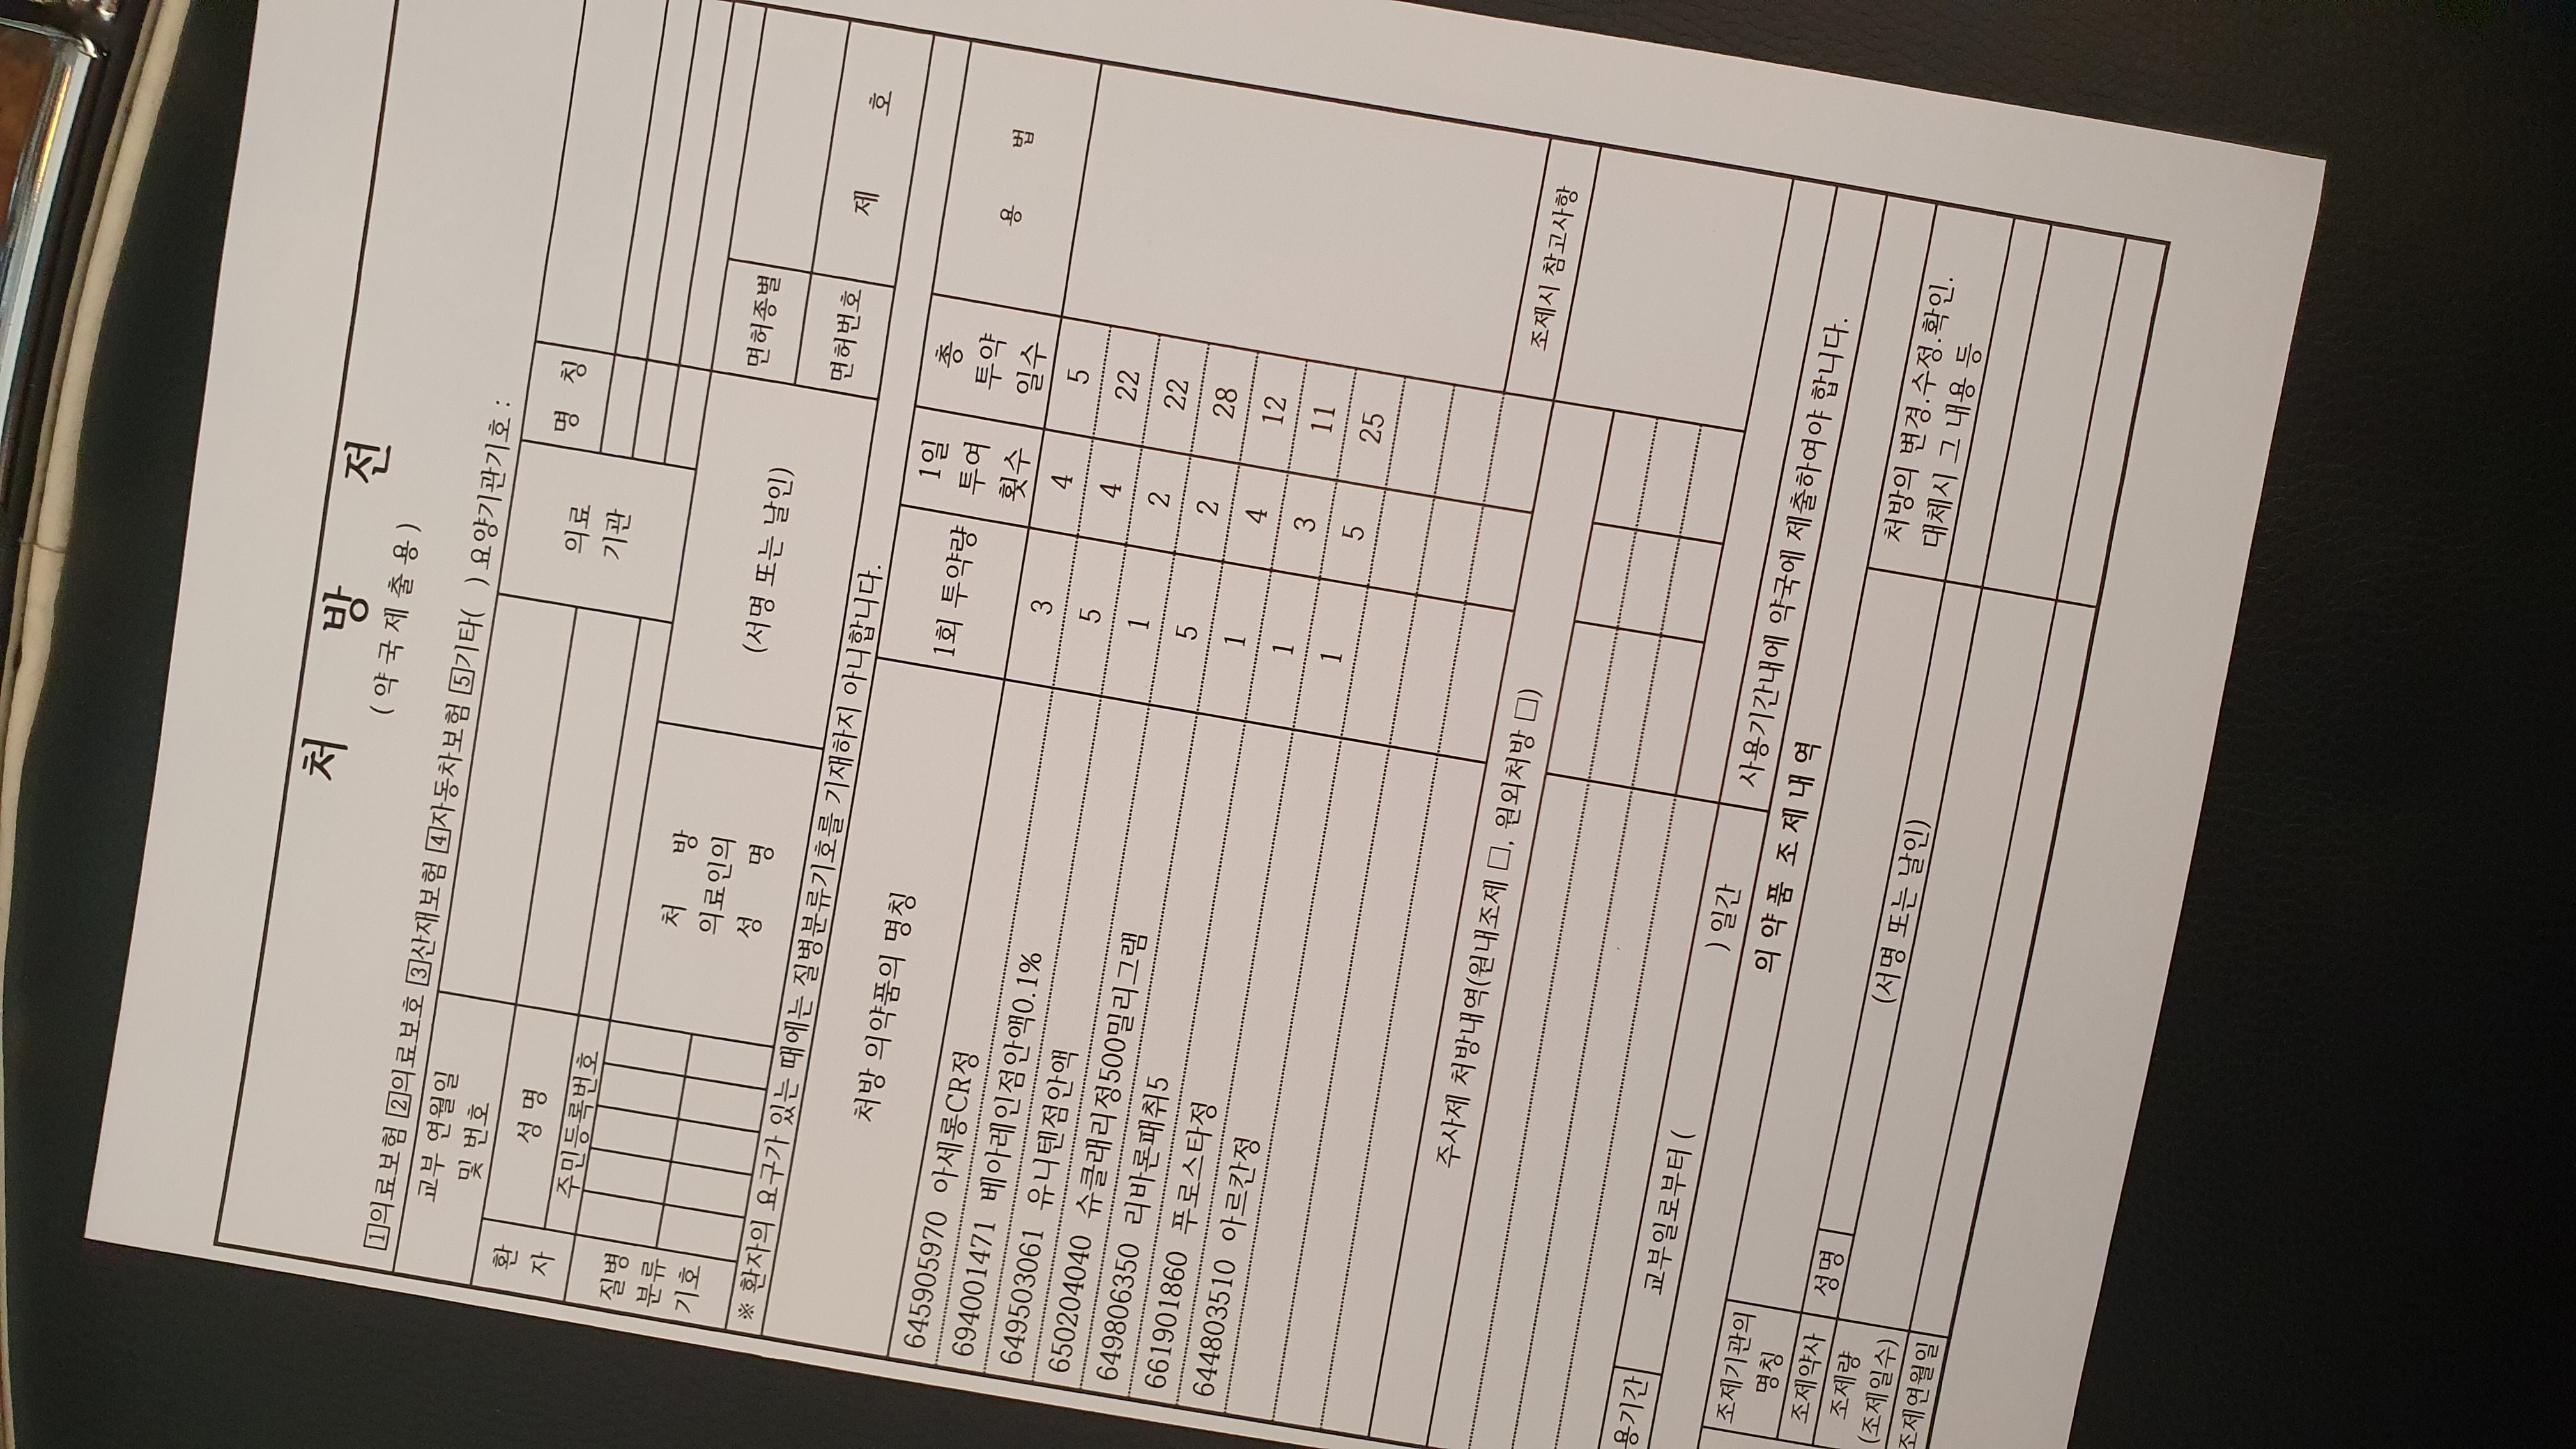 처 방 전
( 약 국 제 출 용 )
1의료보험 2의료보호 3산재보험 4자동차보험 5기타( ) 요양기관기호 :
교부 연월일
및 번호
환
자
성 명
주민등록번호
의료
기관
명 칭
질병
분류
기호
처 방
의료인의
성 명
(서명 또는 날인)
면허종별
면허번호
제 호
※ 환자의 요구가 있는 때에는 질병분류기호를 기재하지 아니합니다.
처방 의약품의 명칭
1회 투약량
1일
투여
횟수
총
투약
일수
용 법
645905970 아세롱CR정 3 4 5
694001471 베아레인점안액0.1% 5 4 22
649503061 유니텐점안액 1 2 22
650204040 슈클래리정500밀리그램 5 2 28
649806350 리바론패취5 1 4 12
661901860 푸로스타정 1 3 11
644803510 아르칸정 1 5 25
주사제 처방내역(원내조제 □, 원외처방 □)
조제시 참고사항
용기간
교부일로부터 ( ) 일간
사용기간내에 약국에 제출하여야 합니다.
의 약 품 조 제 내 역
조제기관의
명칭
조제약사
성명
(서명 또는 날인)
처방의 변경.수정.확인.
대체시 그 내용 등
조제량
(조제일수)
조제연월일